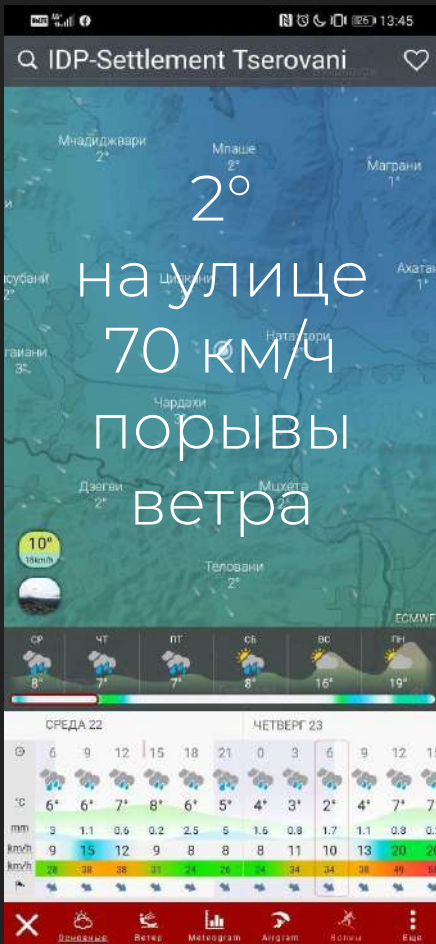 13:45
IDP-Settlement Tserovani
Мчадиджвари
2°
Мпаше
2°
Маграни
1°
2°
на улице
70 км/ч
порывы
ветра
2°
1°
3°
Чардахи
Дзегви
2°
Мцхета
Теловани
2°
10°
ECMWF
СР ЧТ ПТ СБ ВС ПН
8° 7° 7° 8° 16° 19°
СРЕДА 22 ЧЕТВЕРГ 23
6 9 12 15 18 21 0 3 6 9 12
°C 6° 6° 7° 8° 6° 5° 4° 3° 2° 4° 7°
mm 3 1.1 0.6 0.2 2.5 5 1.6 0.8 1.7 1.1 0.8
km/h 9 15 12 9 8 8 8 11 10 13 20
km/h 28 38 38 31 24 26 24 34 34 38 49
Основные Ветер Meteogram Airgram Волны Еще